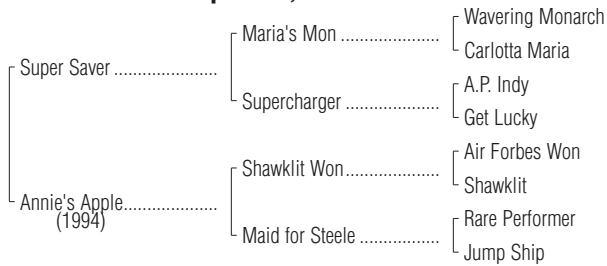 Wavering Monarch
Maria's Mon ....................
Carlotta Maria
Super Saver .....................
A.P. Indy
Supercharger ...................
Get Lucky
Air Forbes Won
Shawklit Won...................
Shawklit
Annie's Apple...................
(1994)
Rare Performer
Maid for Steele ................
Jump Ship